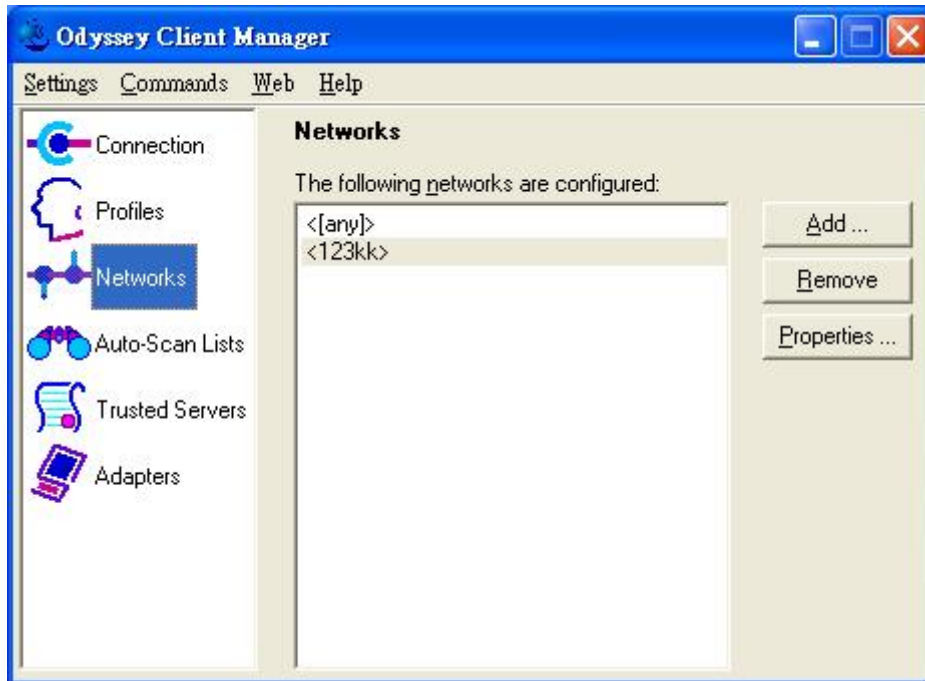 Odyssey Client Manager
Settings Commands Web Help
Connection
Profiles
Networks
Auto-Scan Lists
Trusted Servers
Adapters
Networks
The following networks are configured:
<[any]>
<123kk>
Add ...
Remove
Properties ...